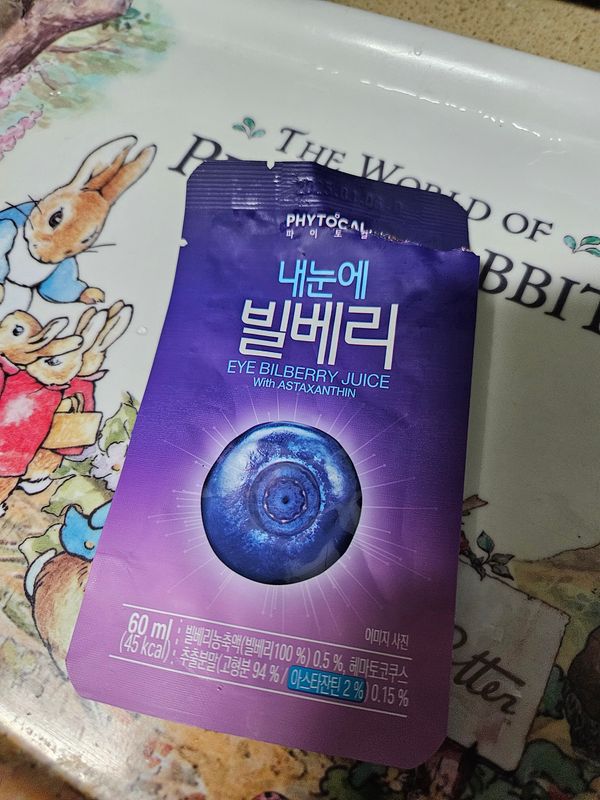 THE WORLD OF
BBIT
PHYTOCAL
파이토
내눈에
빌베리
EYE BILBERRY JUICE
With ASTAXANTHIN
이미지 사진
60 ml
(45 kcal)
: 빌베리농축액(빌베리100 %) 0.5 %, 헤마토코쿠스
: 추출분말(고형분 94 % / 아스타잔틴 2 %) 0.15 %